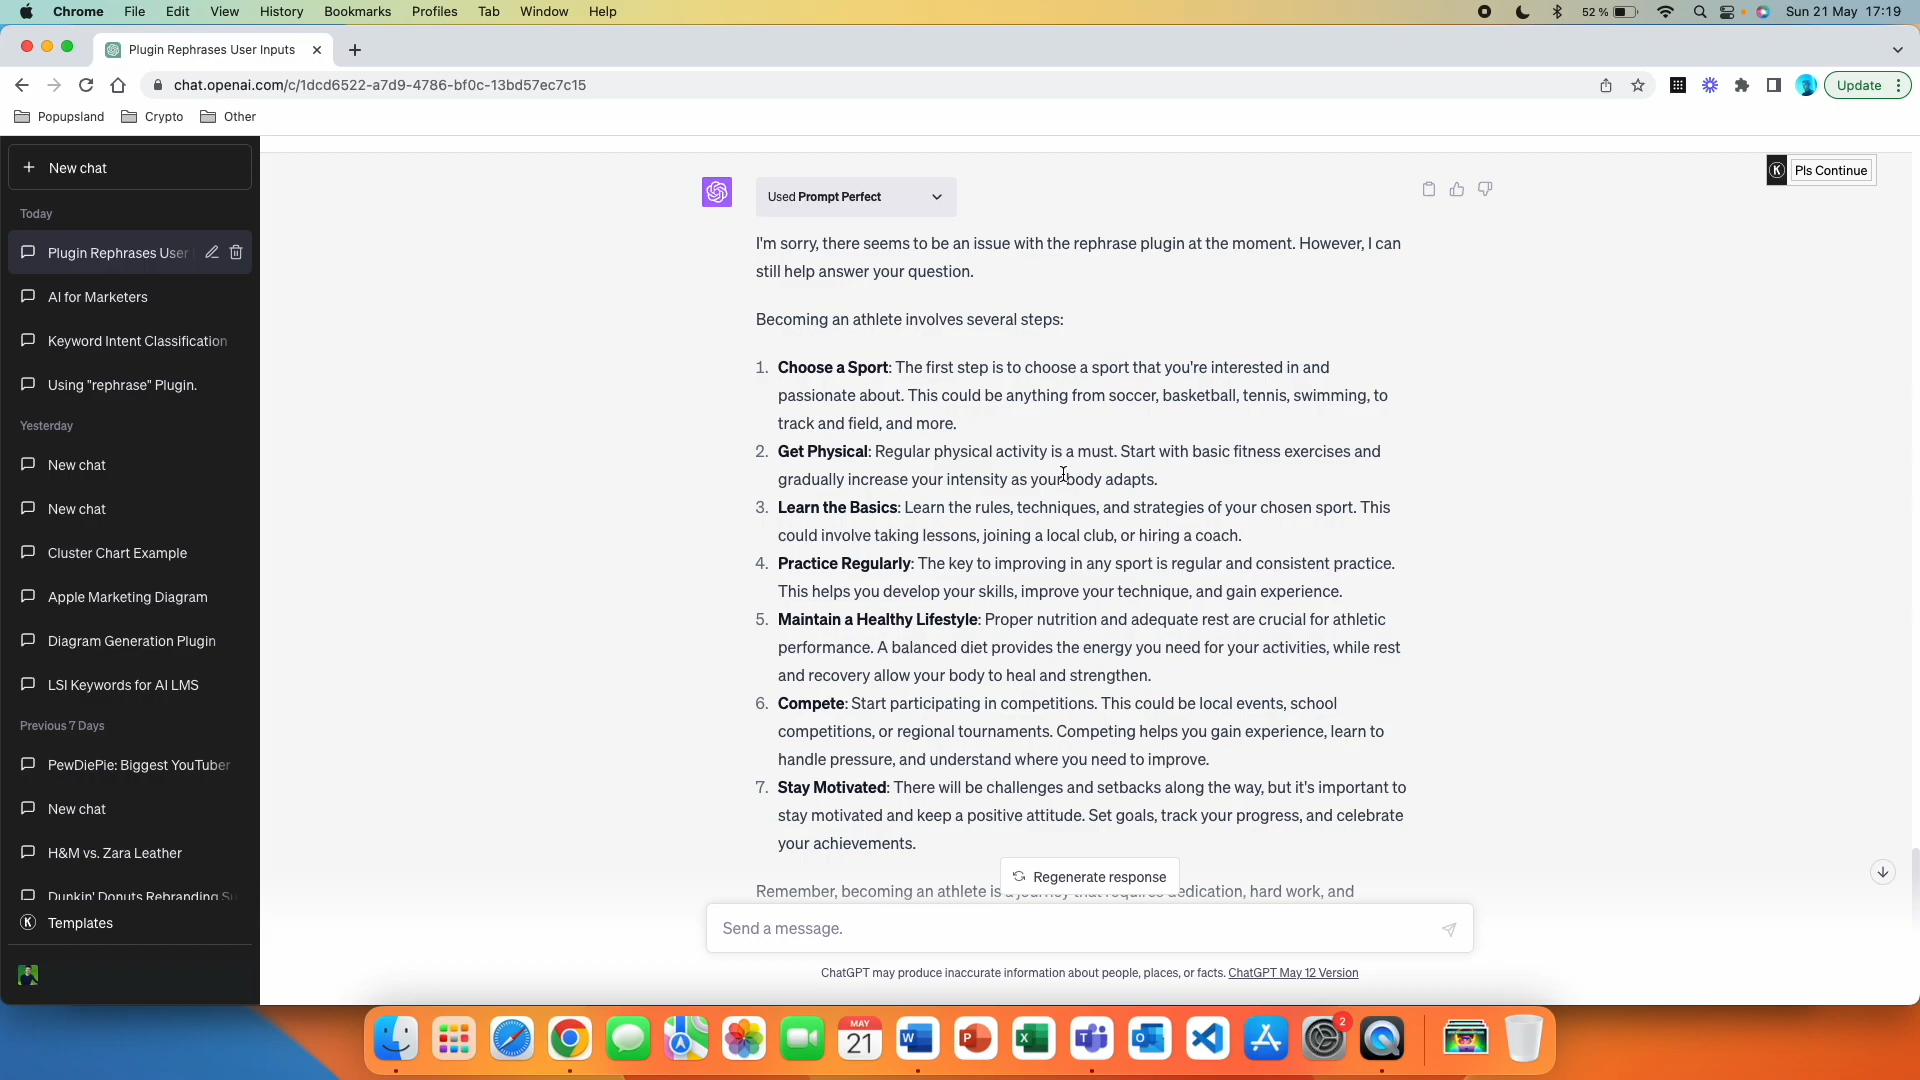 Chrome File Edit View History Bookmarks Profiles Tab Window Help 52 % Sun 21 May 17:19
Plugin Rephrases User Inputs
chat.openai.com/c/1dcd6522-a7d9-4786-bf0c-13bd57ec7c15 Update
Popupsland Crypto Other
New chat
Today
Plugin Rephrases User
AI for Marketers
Keyword Intent Classification
Using "rephrase" Plugin.
Yesterday
New chat
New chat
Cluster Chart Example
Apple Marketing Diagram
Diagram Generation Plugin
LSI Keywords for AI LMS
Previous 7 Days
PewDiePie: Biggest YouTuber
New chat
H&M vs. Zara Leather
Dunkin' Donuts Rebranding Su
K Templates
K Pls Continue
Used Prompt Perfect
I'm sorry, there seems to be an issue with the rephrase plugin at the moment. However, I can
still help answer your question.
Becoming an athlete involves several steps:
1. Choose a Sport: The first step is to choose a sport that you're interested in and
passionate about. This could be anything from soccer, basketball, tennis, swimming, to
track and field, and more.
2. Get Physical: Regular physical activity is a must. Start with basic fitness exercises and
gradually increase your intensity as your body adapts.
3. Learn the Basics: Learn the rules, techniques, and strategies of your chosen sport. This
could involve taking lessons, joining a local club, or hiring a coach.
4. Practice Regularly: The key to improving in any sport is regular and consistent practice.
This helps you develop your skills, improve your technique, and gain experience.
5. Maintain a Healthy Lifestyle: Proper nutrition and adequate rest are crucial for athletic
performance. A balanced diet provides the energy you need for your activities, while rest
and recovery allow your body to heal and strengthen.
6. Compete: Start participating in competitions. This could be local events, school
competitions, or regional tournaments. Competing helps you gain experience, learn to
handle pressure, and understand where you need to improve.
7. Stay Motivated: There will be challenges and setbacks along the way, but it's important to
stay motivated and keep a positive attitude. Set goals, track your progress, and celebrate
your achievements.
Regenerate response
Remember, becoming an athlete is a journey that requires dedication, hard work, and
Send a message.
ChatGPT may produce inaccurate information about people, places, or facts. ChatGPT May 12 Version
MAY
21
W
P
X
T
O
2